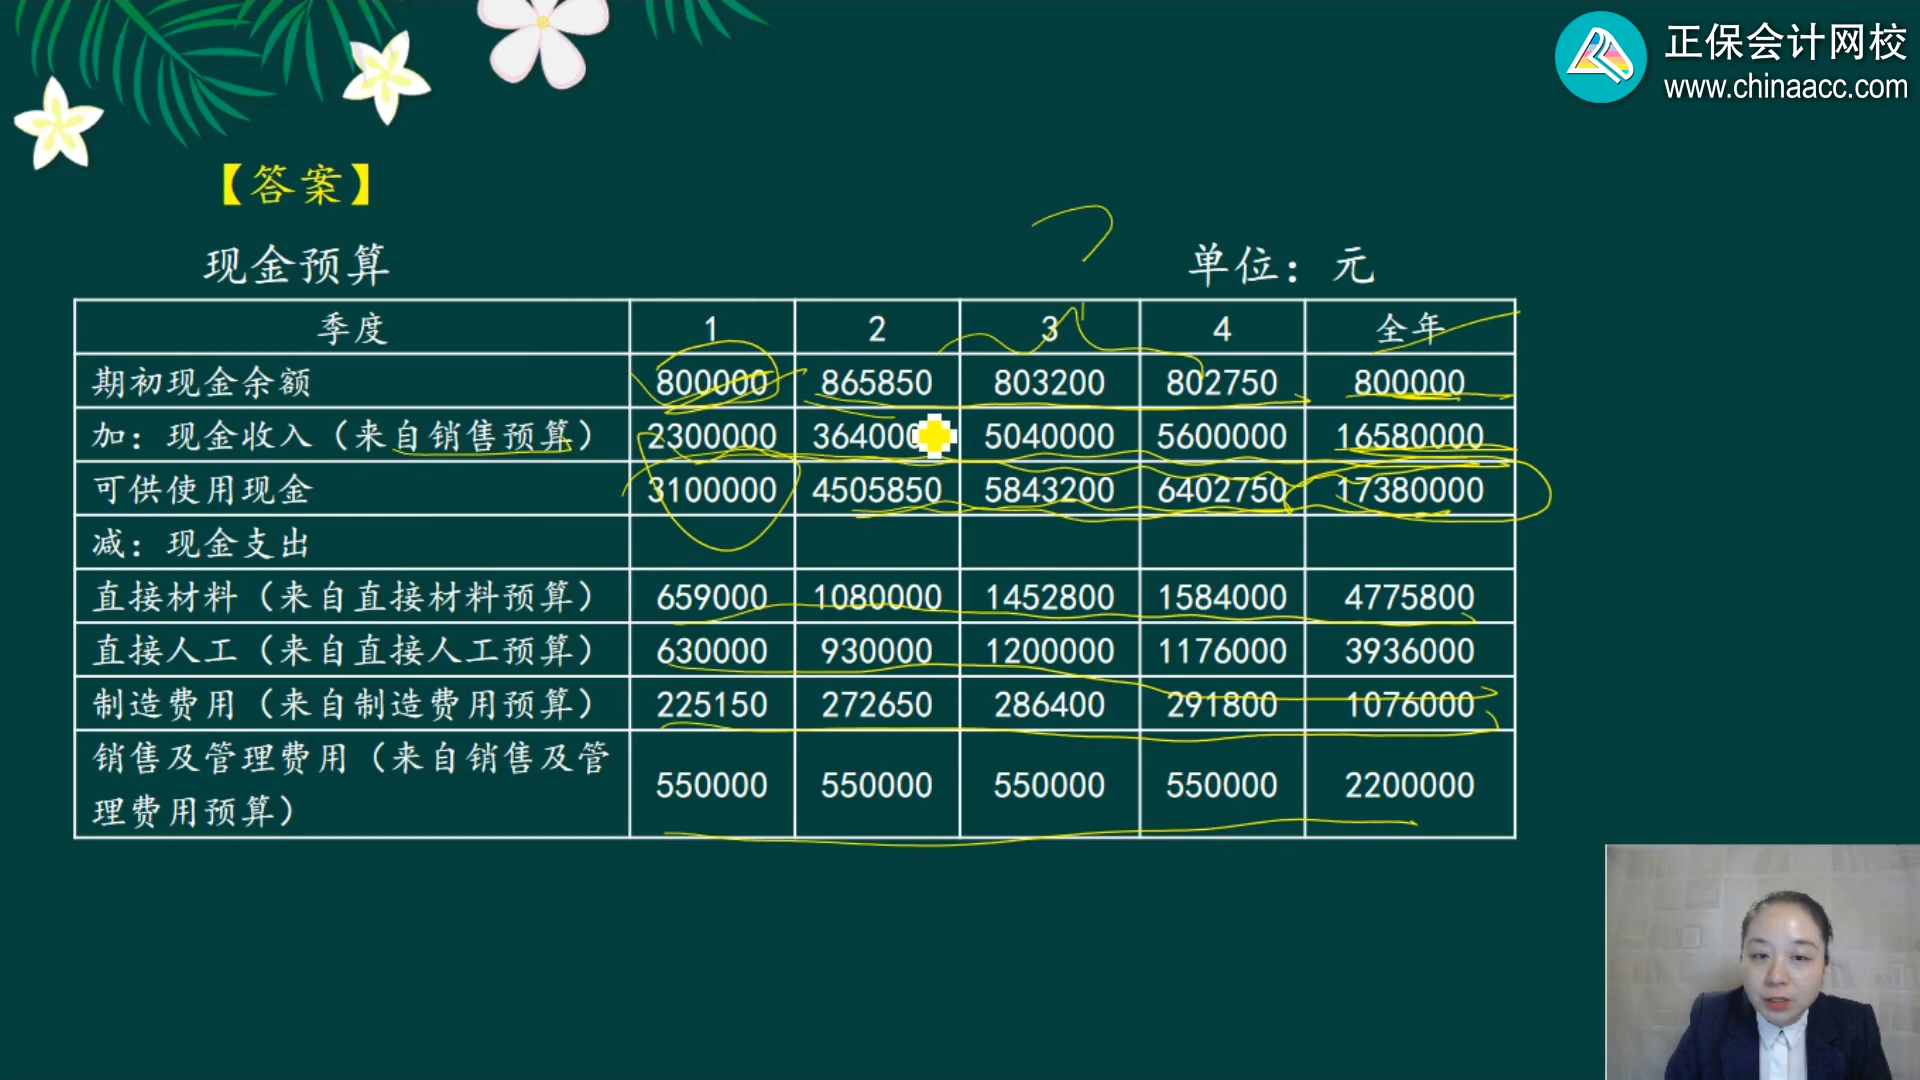 正保会计网校
www.chinaacc.com
【答案】
现金预算 单位：元
季度 1 2 3 4 全年
期初现金余额 800000 865850 803200 802750 800000
加：现金收入（来自销售预算） 2300000 364000 5040000 5600000 16580000
可供使用现金 3100000 4505850 5843200 6402750 17380000
减：现金支出
直接材料（来自直接材料预算） 659000 1080000 1452800 1584000 4775800
直接人工（来自直接人工预算） 630000 930000 1200000 1176000 3936000
制造费用（来自制造费用预算） 225150 272650 286400 291800 1076000
销售及管理费用（来自销售及管理费用预算） 550000 550000 550000 550000 2200000